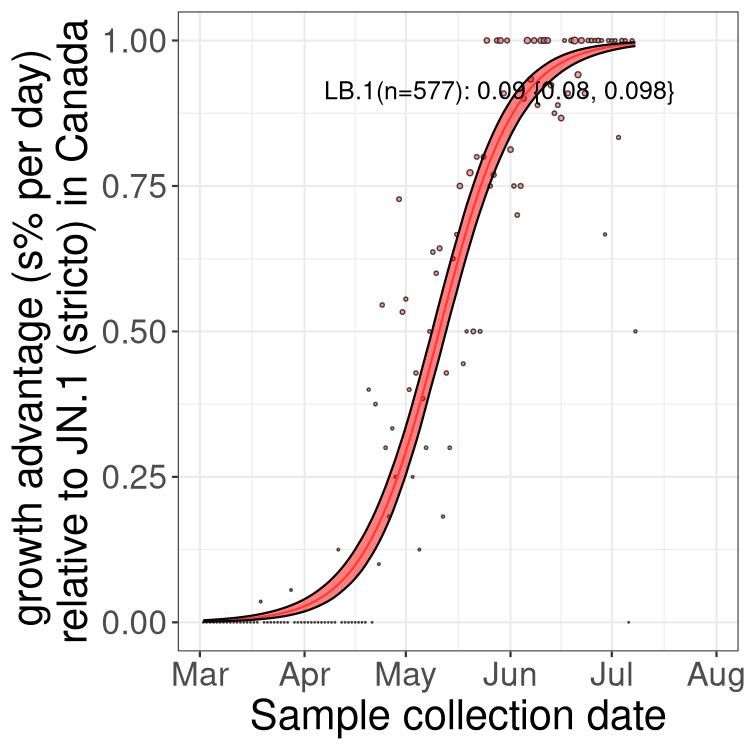 growth advantage (s% per day)
relative to JN.1 (stricto) in Canada
1.00
0.75
0.50
0.25
0.00
LB.1(n=577): 0.09 {0.08, 0.098}
Mar Apr May Jun Jul Aug
Sample collection date